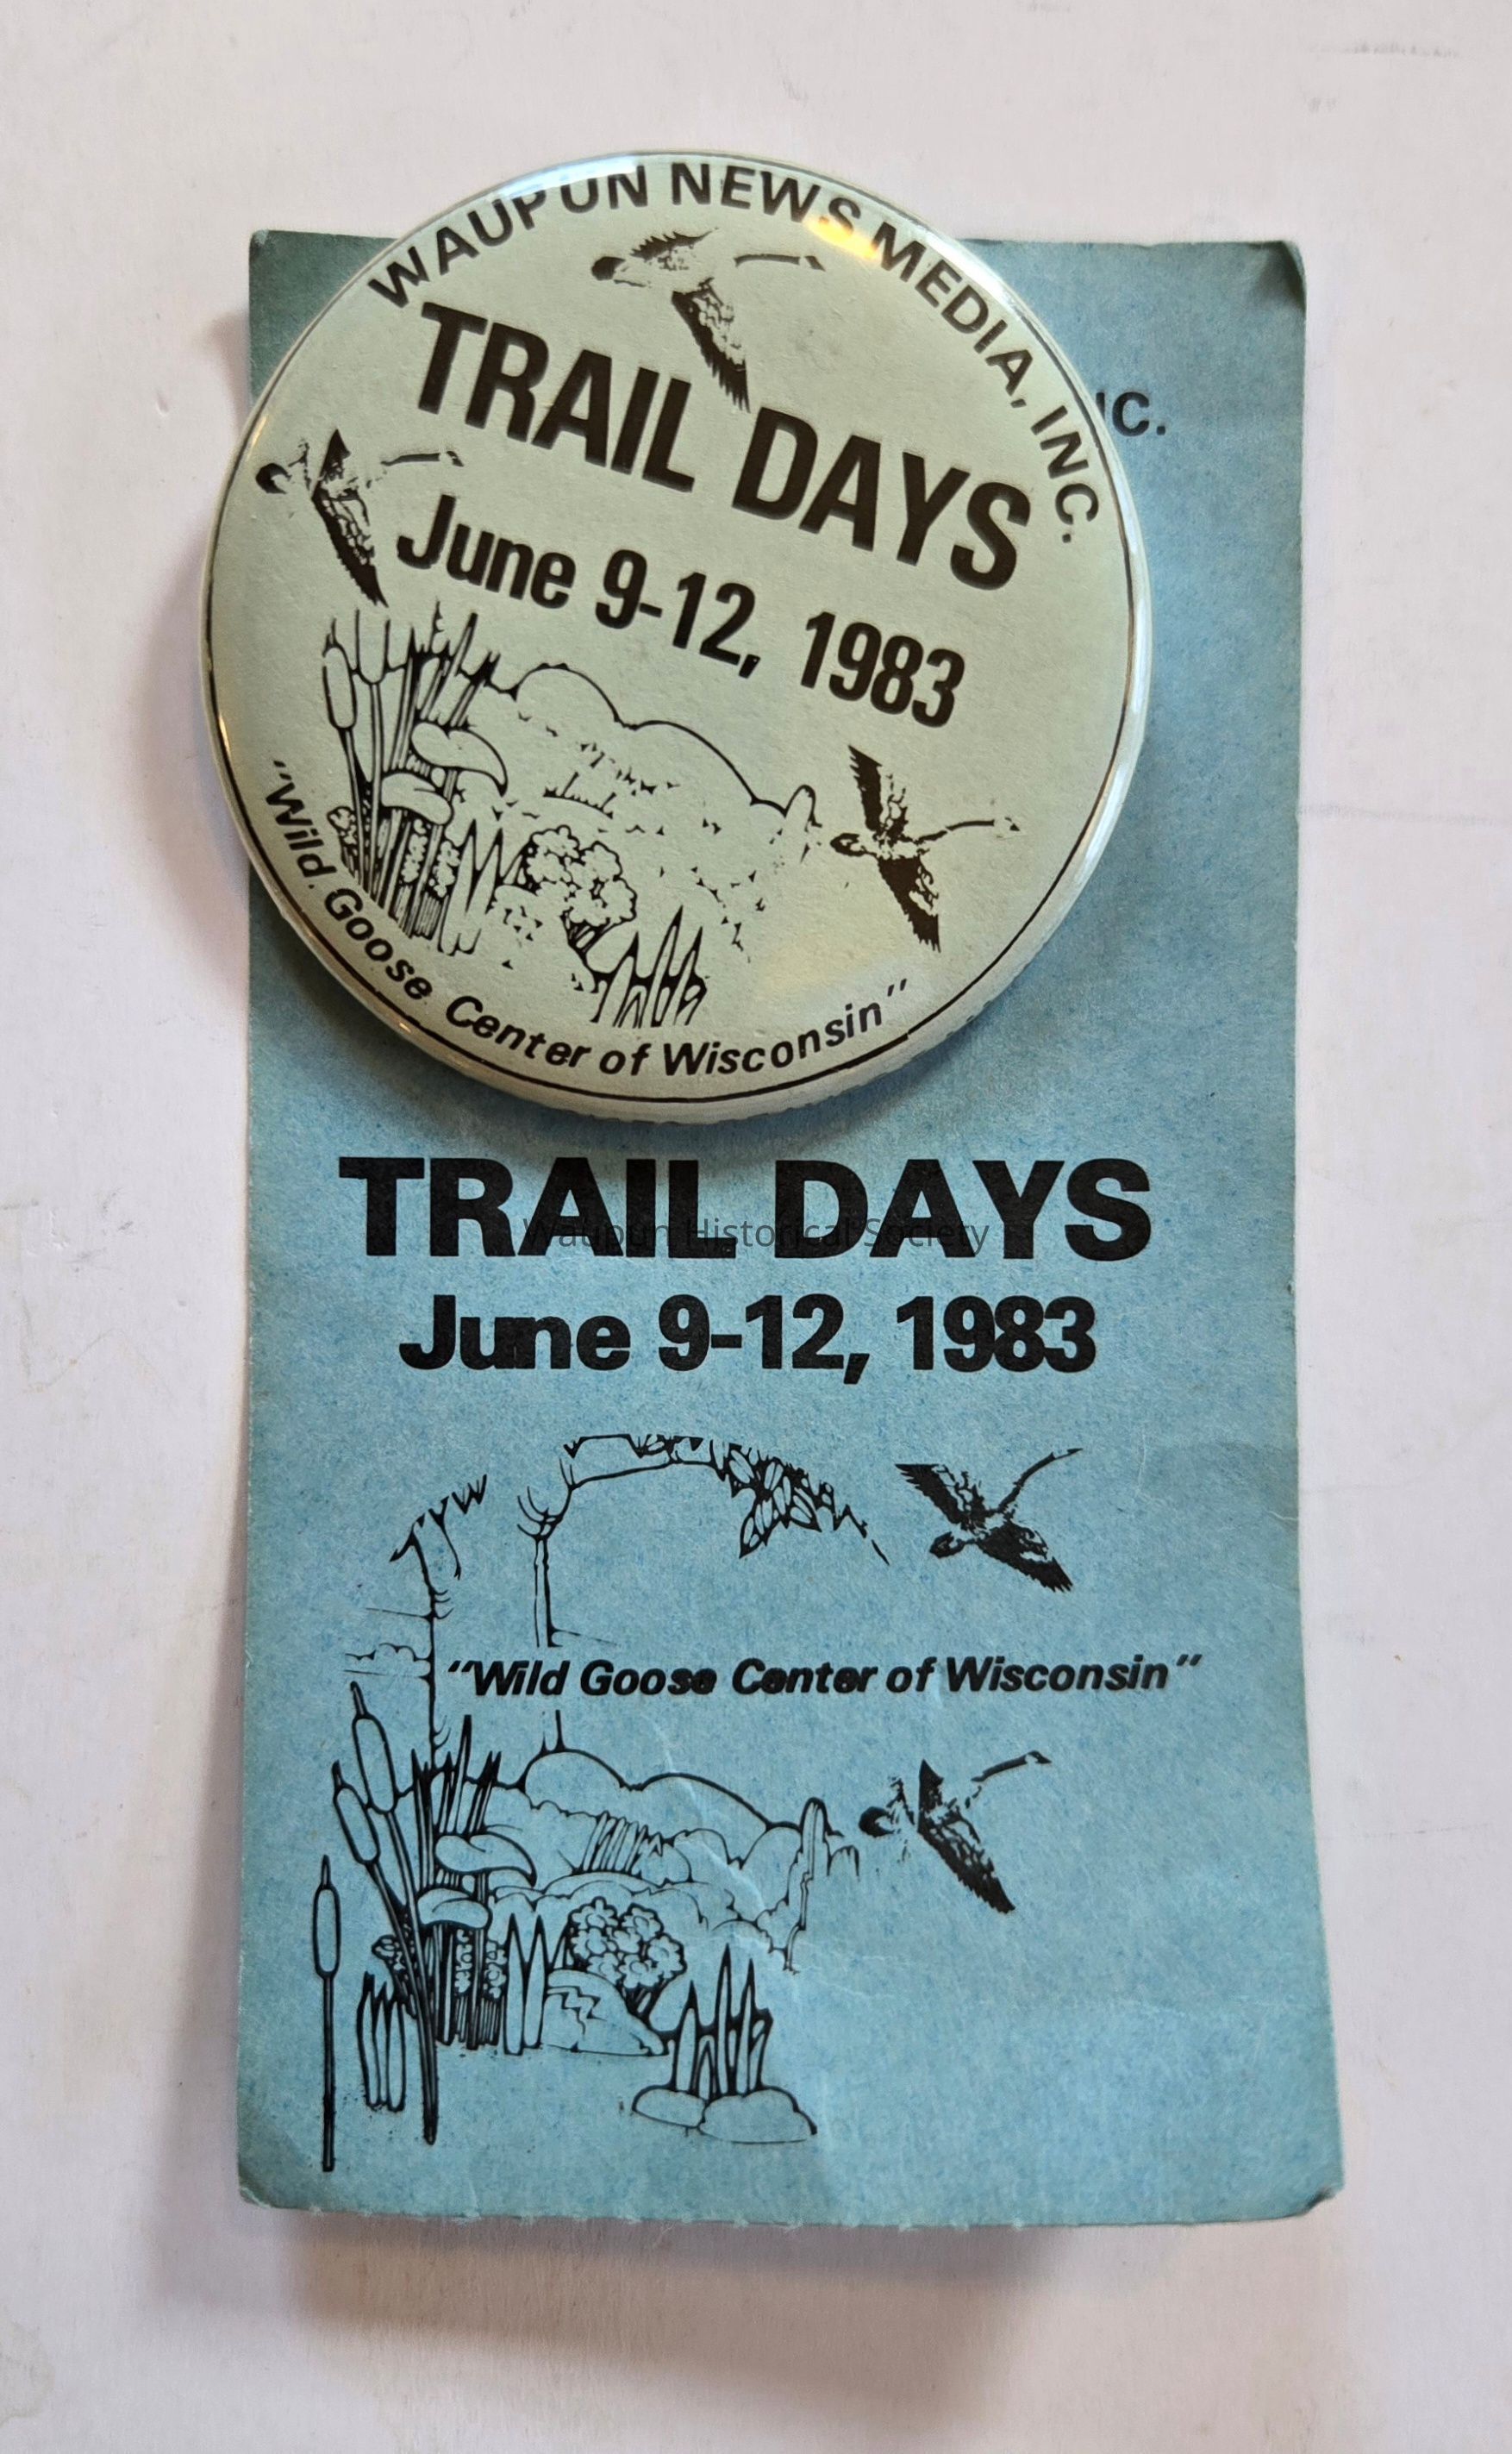 WAUPUN NEWS MEDIA, INC.
TRAIL DAYS
June 9-12, 1983
"Wild Goose Center of Wisconsin"
TRAIL DAYS
Waupun Historical Society
June 9-12, 1983
"Wild Goose Center of Wisconsin"